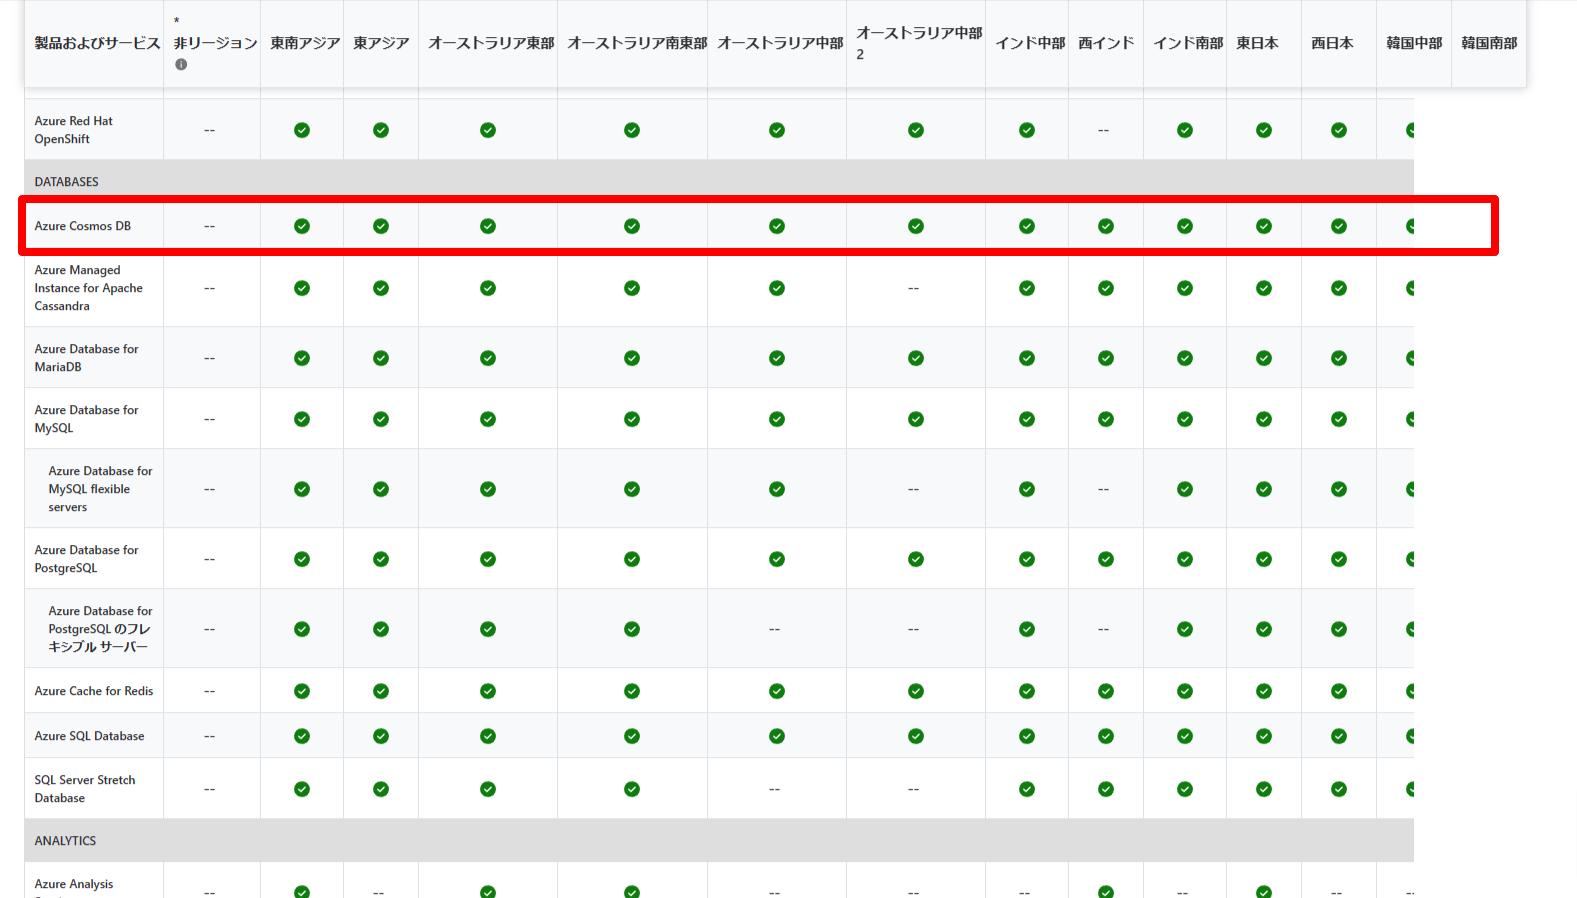 *
製品およびサービス 非リージョン 東南アジア 東アジア オーストラリア東部 オーストラリア南東部 オーストラリア中部 オーストラリア中部 2 インド中部 西インド インド南部 東日本 西日本 韓国中部 韓国南部
Azure Red Hat
OpenShift
--
--
DATABASES
Azure Cosmos DB --
Azure Managed
Instance for Apache
Cassandra
--
--
Azure Database for
MariaDB
--
Azure Database for
MySQL
--
Azure Database for
MySQL flexible
servers
--
--
--
Azure Database for
PostgreSQL
--
Azure Database for
PostgreSQL のフレ
キシブル サーバー
--
--
--
--
Azure Cache for Redis --
Azure SQL Database --
SQL Server Stretch
Database
--
--
--
ANALYTICS
Azure Analysis
-- -- -- -- -- -- -- --